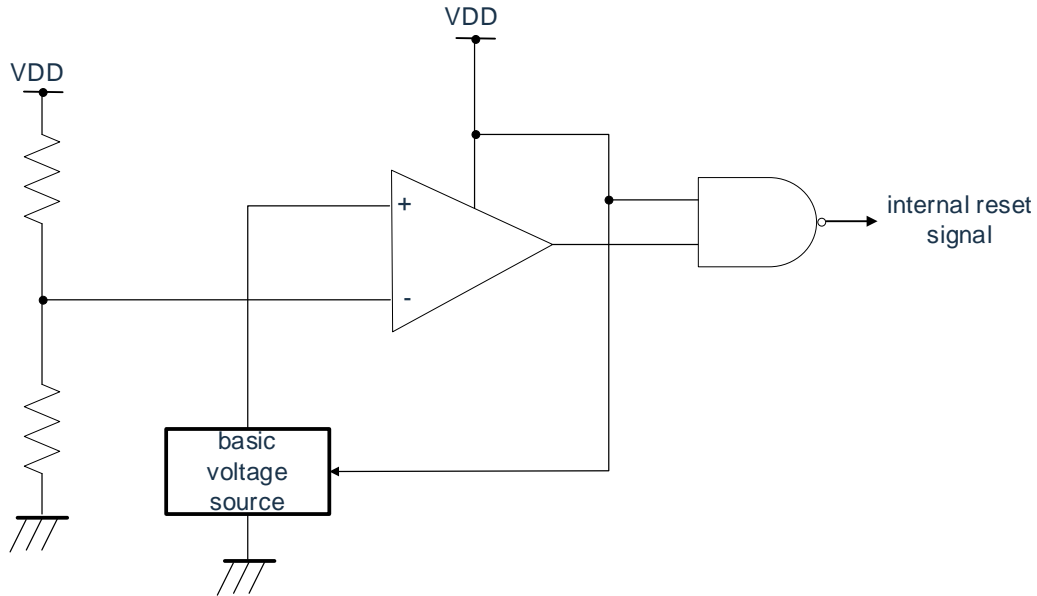 VDD
VDD
+
-
internal reset
signal
basic
voltage
source